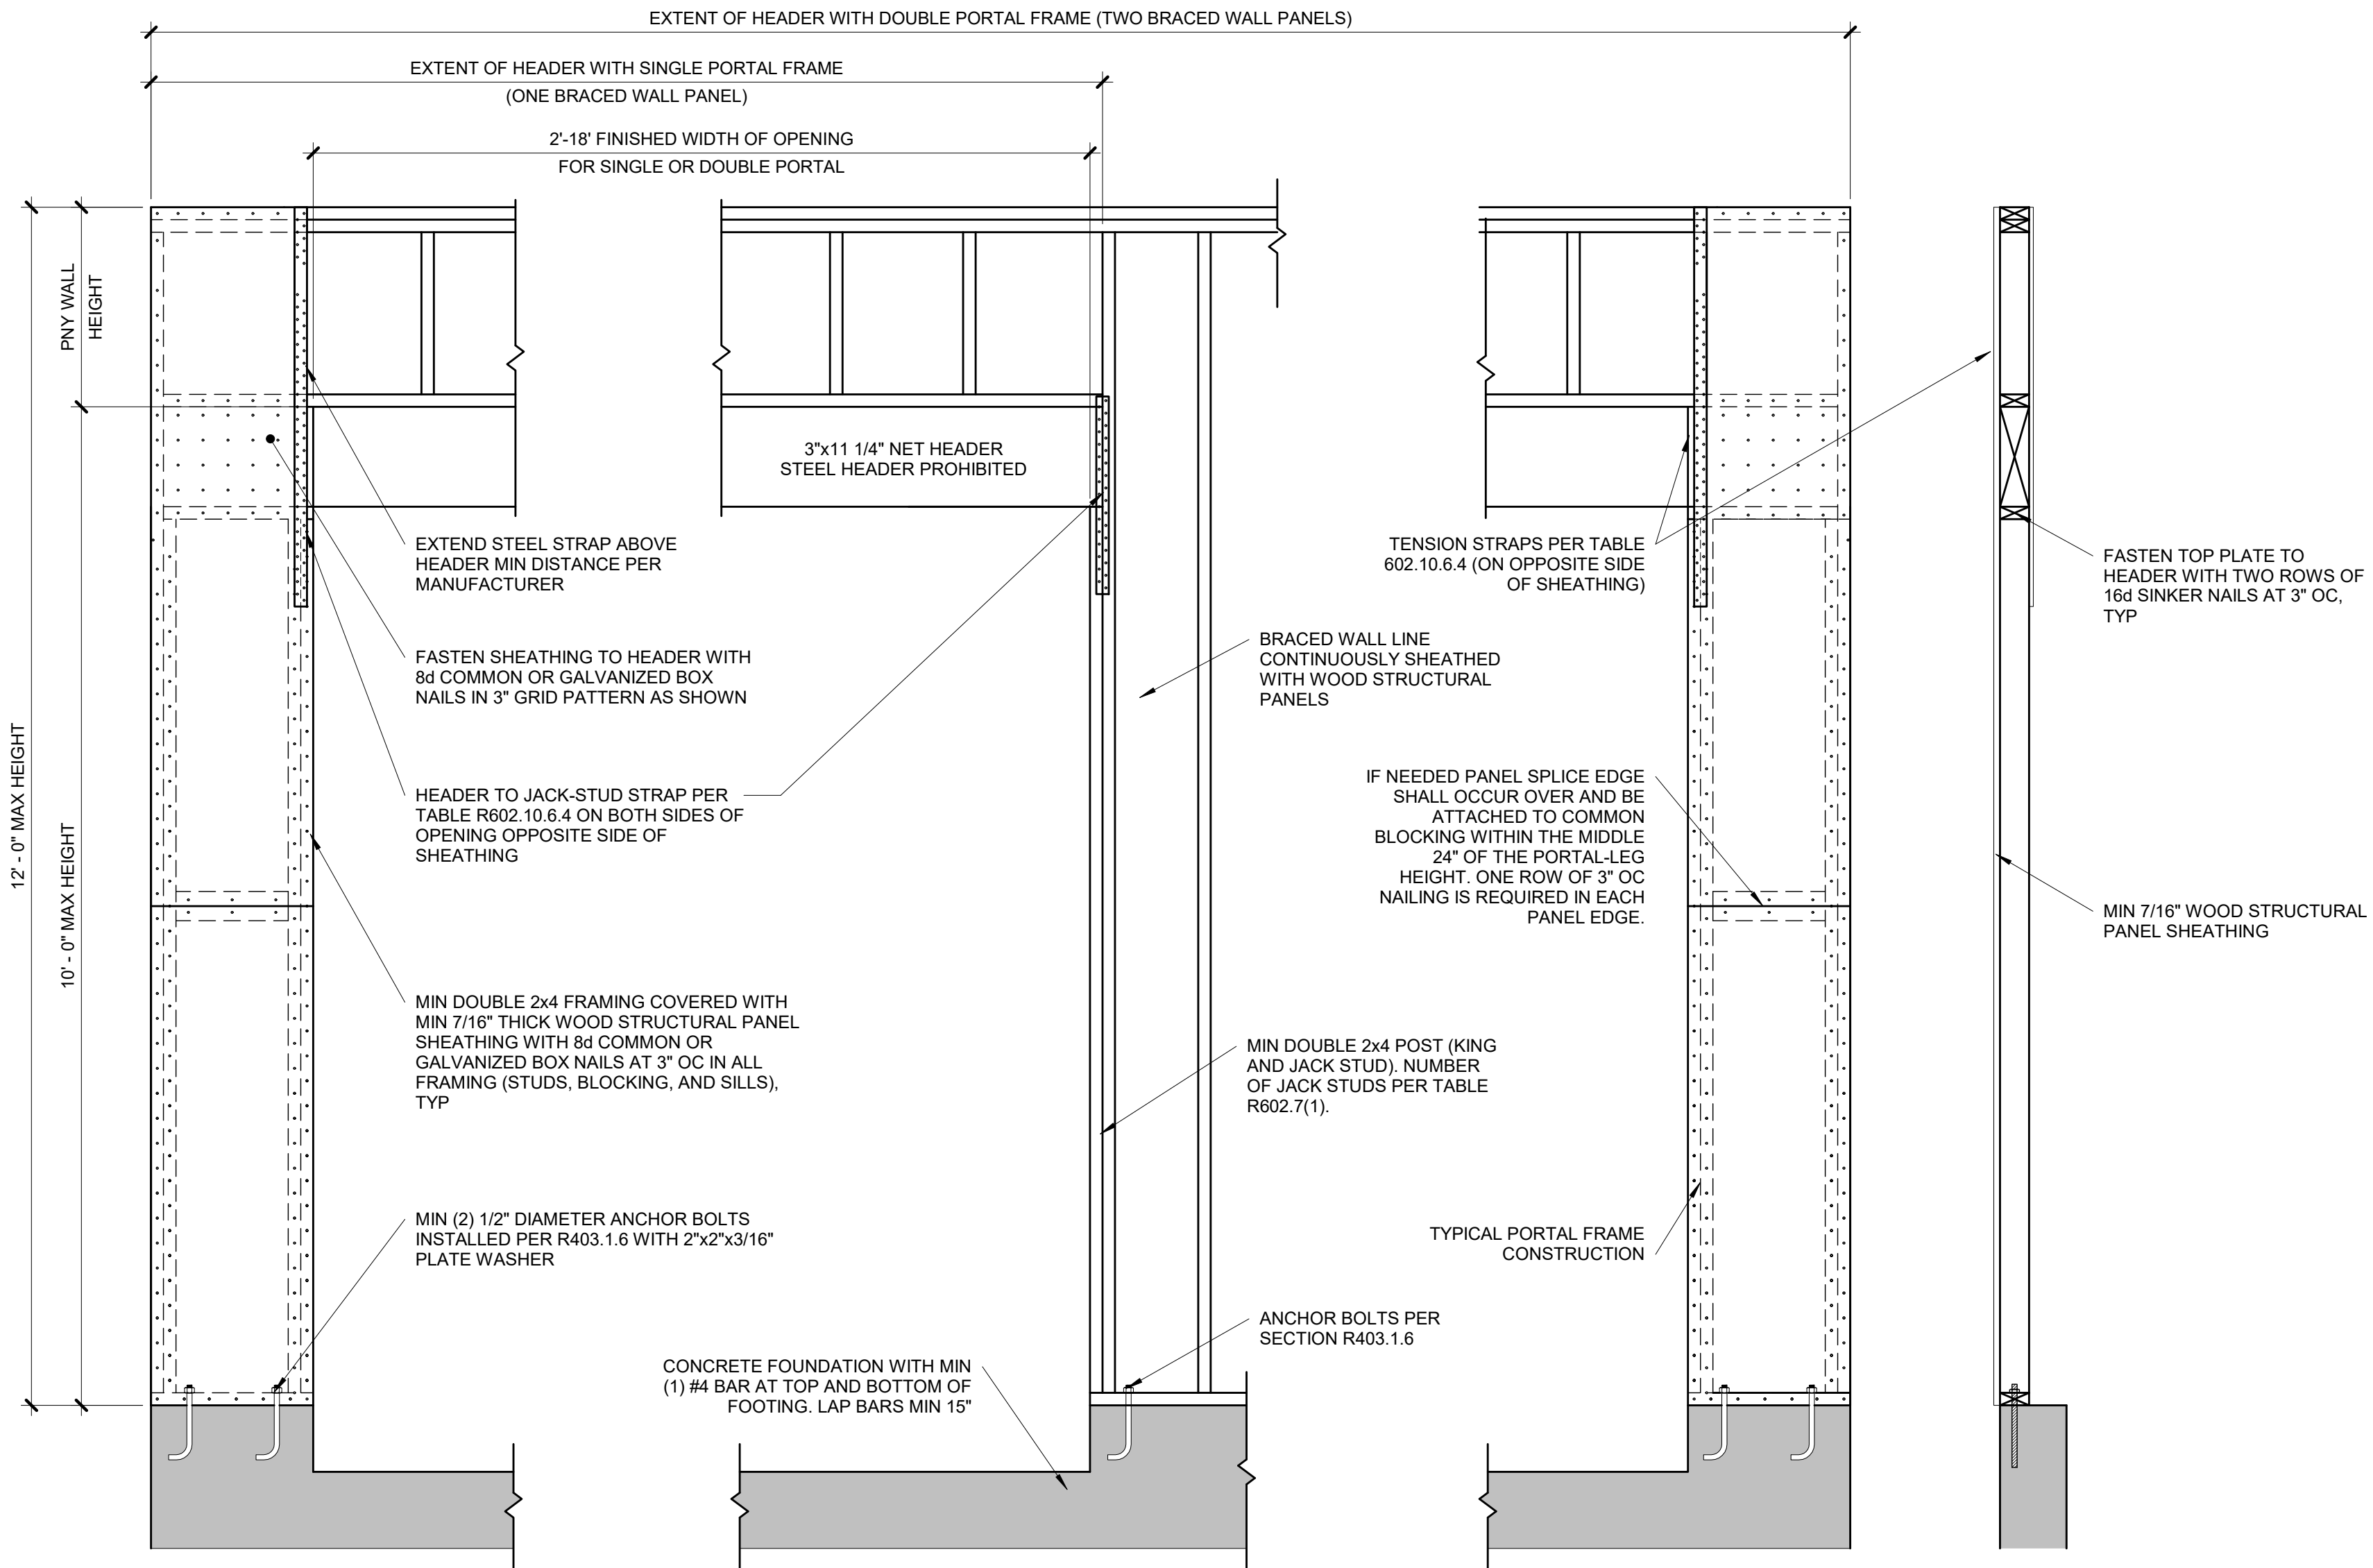 EXTENT OF HEADER WITH DOUBLE PORTAL FRAME (TWO BRACED WALL PANELS)
EXTENT OF HEADER WITH SINGLE PORTAL FRAME
(ONE BRACED WALL PANEL)
2'-18' FINISHED WIDTH OF OPENING
FOR SINGLE OR DOUBLE PORTAL
PNY WALL
HEIGHT
12' - 0" MAX HEIGHT
10' - 0" MAX HEIGHT
3"x11 1/4" NET HEADER
STEEL HEADER PROHIBITED
EXTEND STEEL STRAP ABOVE
HEADER MIN DISTANCE PER
MANUFACTURER
FASTEN SHEATHING TO HEADER WITH
8d COMMON OR GALVANIZED BOX
NAILS IN 3" GRID PATTERN AS SHOWN
HEADER TO JACK-STUD STRAP PER
TABLE R602.10.6.4 ON BOTH SIDES OF
OPENING OPPOSITE SIDE OF
SHEATHING
MIN DOUBLE 2x4 FRAMING COVERED WITH
MIN 7/16" THICK WOOD STRUCTURAL PANEL
SHEATHING WITH 8d COMMON OR
GALVANIZED BOX NAILS AT 3" OC IN ALL
FRAMING (STUDS, BLOCKING, AND SILLS),
TYP
MIN (2) 1/2" DIAMETER ANCHOR BOLTS
INSTALLED PER R403.1.6 WITH 2"x2"x3/16"
PLATE WASHER
CONCRETE FOUNDATION WITH MIN
(1) #4 BAR AT TOP AND BOTTOM OF
FOOTING. LAP BARS MIN 15"
TENSION STRAPS PER TABLE
602.10.6.4 (ON OPPOSITE SIDE
OF SHEATHING)
BRACED WALL LINE
CONTINUOUSLY SHEATHED
WITH WOOD STRUCTURAL
PANELS
IF NEEDED PANEL SPLICE EDGE
SHALL OCCUR OVER AND BE
ATTACHED TO COMMON
BLOCKING WITHIN THE MIDDLE
24" OF THE PORTAL-LEG
HEIGHT. ONE ROW OF 3" OC
NAILING IS REQUIRED IN EACH
PANEL EDGE.
MIN DOUBLE 2x4 POST (KING
AND JACK STUD). NUMBER
OF JACK STUDS PER TABLE
R602.7(1).
TYPICAL PORTAL FRAME
CONSTRUCTION
ANCHOR BOLTS PER
SECTION R403.1.6
FASTEN TOP PLATE TO
HEADER WITH TWO ROWS OF
16d SINKER NAILS AT 3" OC,
TYP
MIN 7/16" WOOD STRUCTURAL
PANEL SHEATHING